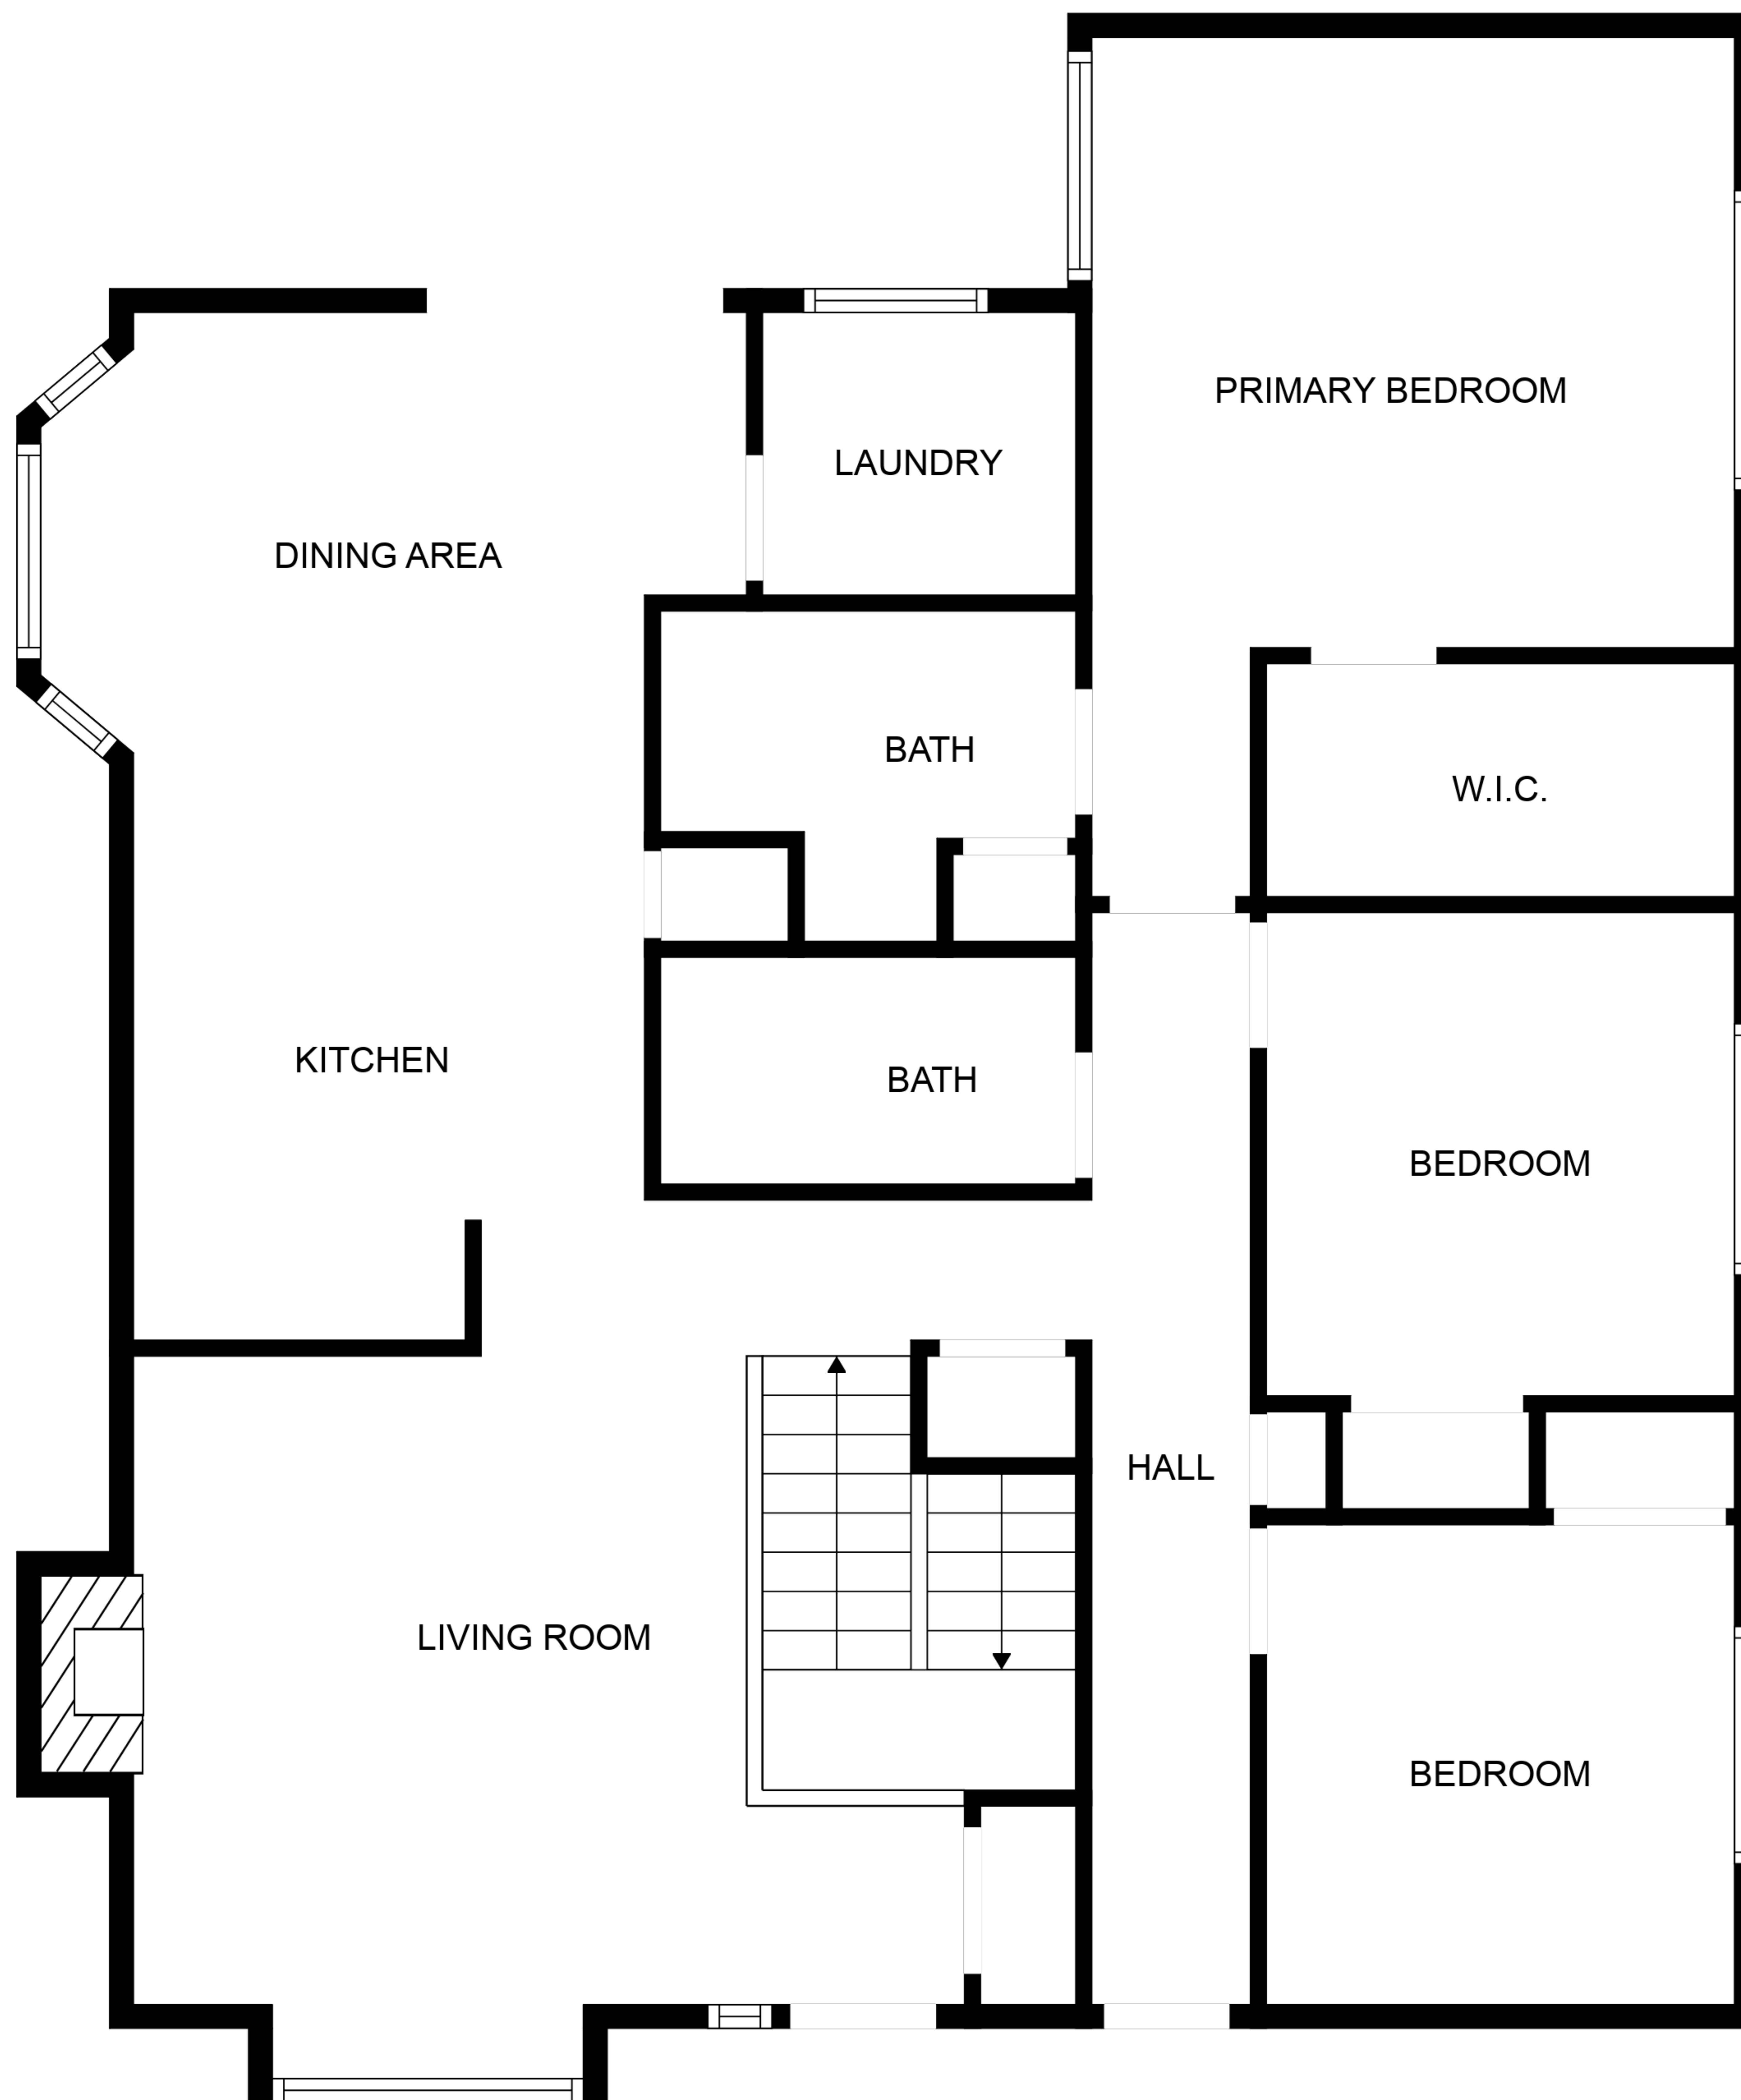 PRIMARY BEDROOM
LAUNDRY
DINING AREA
BATH
W.I.C.
KITCHEN
BATH
BEDROOM
HALL
LIVING ROOM
BEDROOM